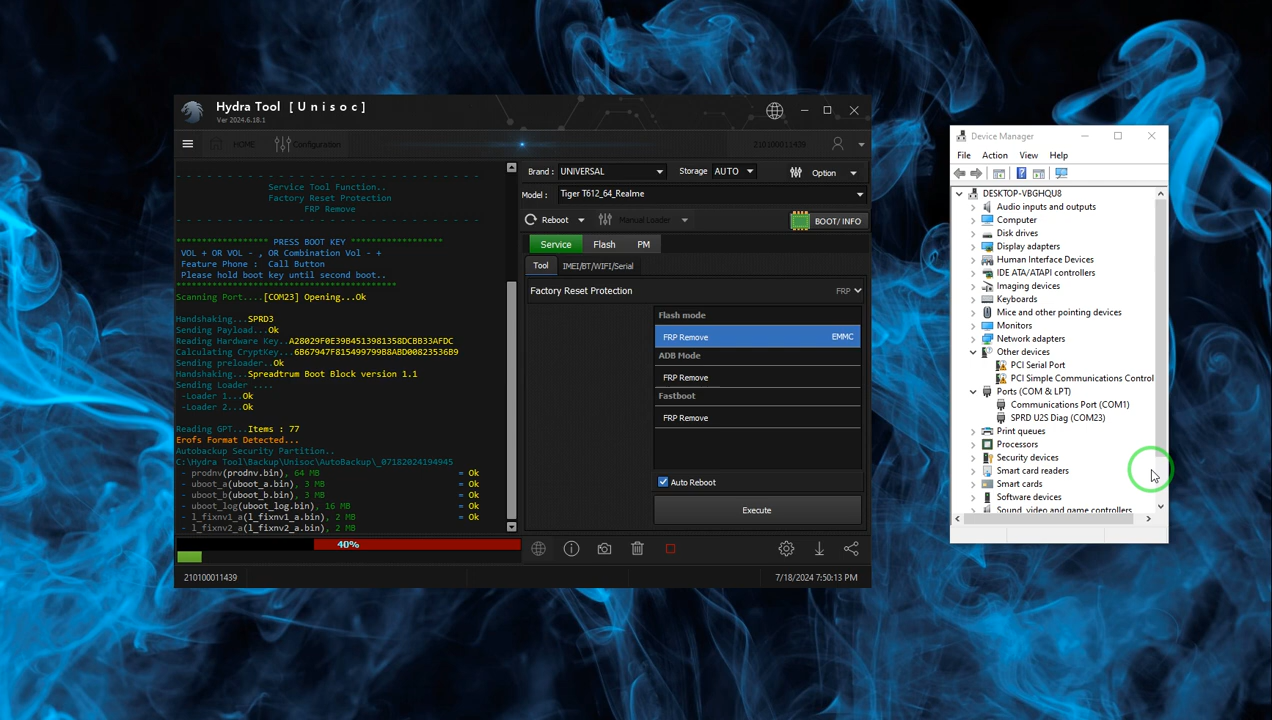 Hydra Tool [ U n i s o c ]
Ver 2024.6.18.1
HOME
Configuration
210100011439
- - - - - - - - - - - - - - - - - - - - - - - - - - - - - - - - - - - -
Service Tool Function..
Factory Reset Protection
FRP Remove
- - - - - - - - - - - - - - - - - - - - - - - - - - - - - - - - - - - -
****************** PRESS BOOT KEY ******************
VOL + OR VOL - , OR Combination Vol - +
Feature Phone :  Call Button
Please hold boot key until second boot..
Scanning Port....[COM23] Opening...Ok
Handshaking...SPRD3
Sending Payload...Ok
Reading Hardware Key..A28029F0E39B4513981358DCBB33AFDC
Calculating CryptKey...6B67947F815499799B8ABD00823536B9
Sending preloader..Ok
Handshaking...Spreadtrum Boot Block version 1.1
Sending Loader ....
-Loader 1...Ok
-Loader 2...Ok
Reading GPT...Items : 77
Erofs Format Detected...
Autobackup Security Partition..
C:\Hydra Tool\Backup\Unisoc\AutoBackup\_07182024194945
- prodnv(prodnv.bin), 64 MB = Ok
- uboot_a(uboot_a.bin), 3 MB = Ok
- uboot_b(uboot_b.bin), 3 MB = Ok
- uboot_log(uboot_log.bin), 16 MB = Ok
- l_fixnv1_a(l_fixnv1_a.bin), 2 MB = Ok
- l_fixnv2_a(l_fixnv2_a.bin), 2 MB
40%
210100011439
Brand : UNIVERSAL Storage AUTO Option
Model : Tiger T612_64_Realme
Reboot Manual Loader BOOT/ INFO
Service Flash PM
Tool IMEI/BT/WIFI/Serial
Factory Reset Protection FRP
Flash mode
FRP Remove EMMC
ADB Mode
FRP Remove
Fastboot
FRP Remove
Auto Reboot
Execute
7/18/2024 7:50:13 PM
Device Manager
File Action View Help
DESKTOP-VBGHQU8
Audio inputs and outputs
Computer
Disk drives
Display adapters
Human Interface Devices
IDE ATA/ATAPI controllers
Imaging devices
Keyboards
Mice and other pointing devices
Monitors
Network adapters
Other devices
PCI Serial Port
PCI Simple Communications Control
Ports (COM & LPT)
Communications Port (COM1)
SPRD U2S Diag (COM23)
Print queues
Processors
Security devices
Smart card readers
Smart cards
Software devices
Sound, video and game controllers